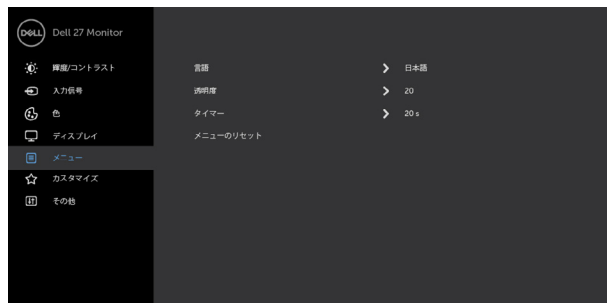 DELL Dell 27 Monitor
輝度/コントラスト 言語 日本語
入力信号 透明度 20
色 タイマー 20 s
ディスプレイ メニューのリセット
メニュー
カスタマイズ
その他